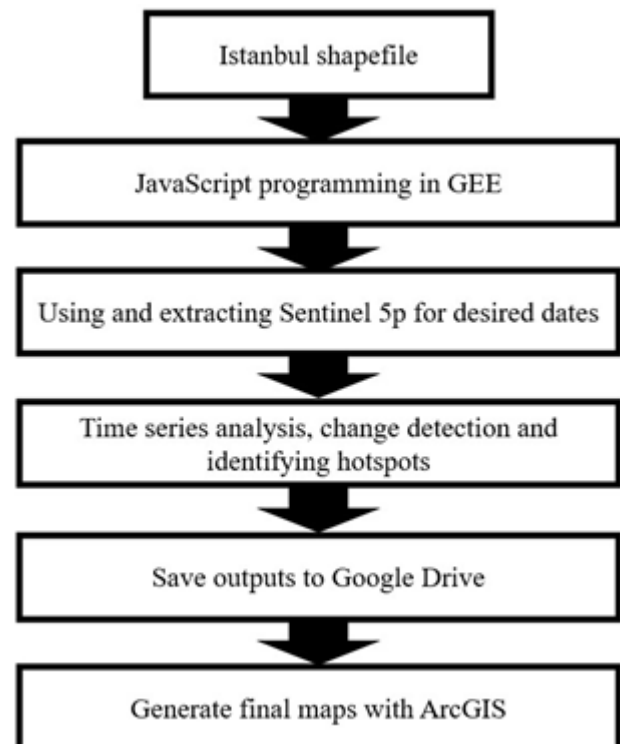 Istanbul shapefile
JavaScript programming in GEE
Using and extracting Sentinel 5p for desired dates
Time series analysis, change detection and
identifying hotspots
Save outputs to Google Drive
Generate final maps with ArcGIS